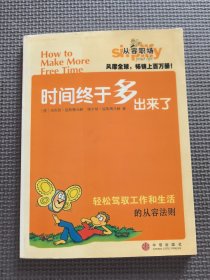 How to
Make More
Free Time
si
从容职场
风靡全球，畅销上百万册！
时间终于多出来了
轻松驾驭工作和生活
的从容法则
中信出版社